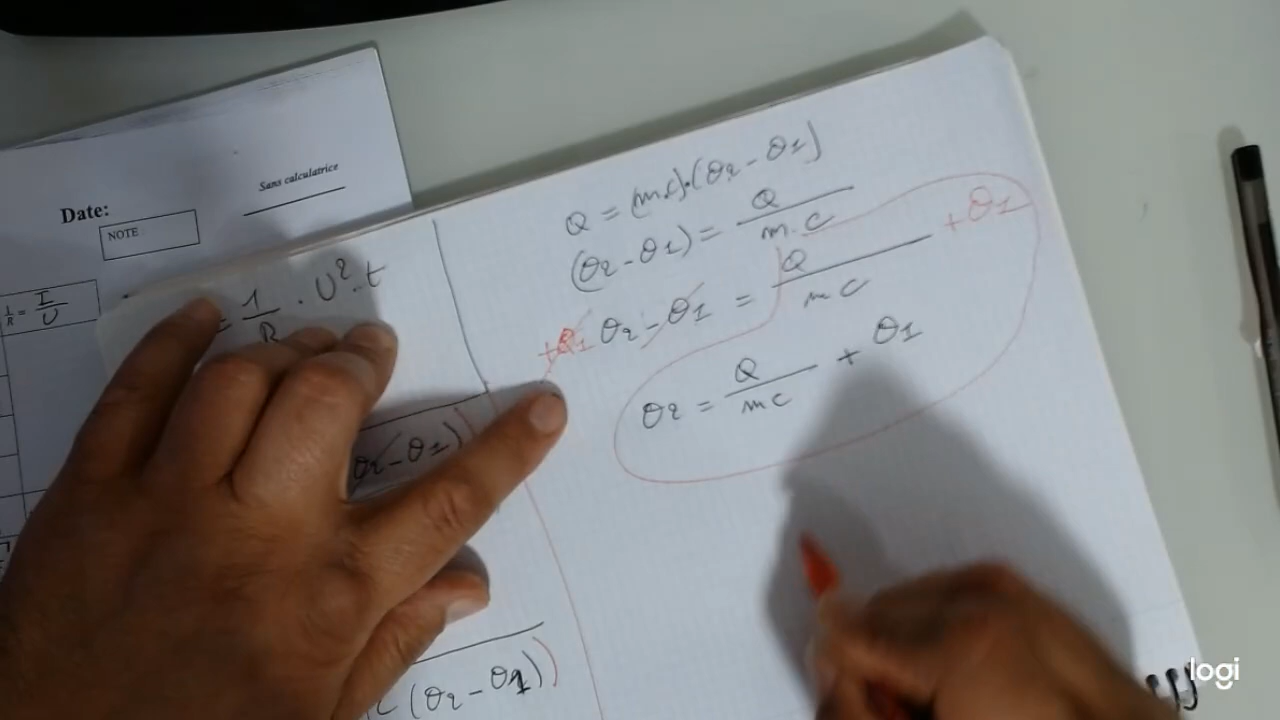 Sans calculatrice
Date:
NOTE
1/R = I/U
= 1/R . U² . t
θ2 - θ1)
C (θ2 - θ1)
Q = (m.c).(θ2 - θ1)
(θ2 - θ1) = Q/m.C
+θ1 θ2 - θ1 = Q/mC + θ1
θ2 = Q/mC + θ1
logi